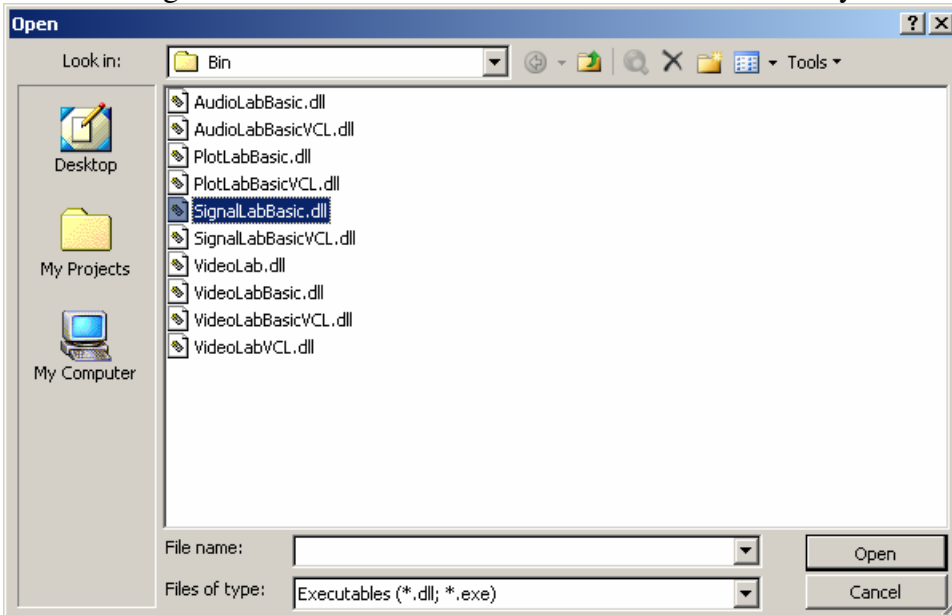 Open
Look in:
Bin
Tools
AudioLabBasic.dll
AudioLabBasicVCL.dll
PlotLabBasic.dll
PlotLabBasicVCL.dll
SignalLabBasic.dll
SignalLabBasicVCL.dll
VideoLab.dll
VideoLabBasic.dll
VideoLabBasicVCL.dll
VideoLabVCL.dll
Desktop
My Projects
My Computer
File name:
Open
Files of type:
Executables (*.dll; *.exe)
Cancel